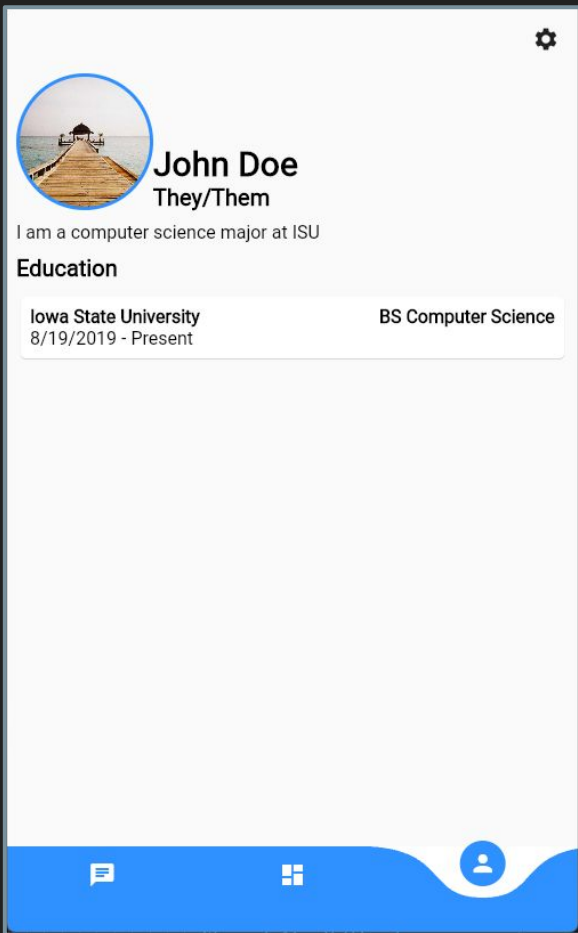 John Doe
They/Them
I am a computer science major at ISU
Education
Iowa State University BS Computer Science
8/19/2019 - Present